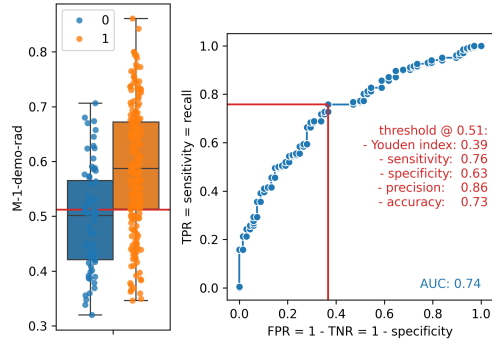 0
1
M-1-demo-rad
0.8
0.7
0.6
0.5
0.4
0.3
TPR = sensitivity = recall
1.0
0.8
0.6
0.4
0.2
0.0
threshold @ 0.51:
- Youden index: 0.39
- sensitivity: 0.76
- specificity: 0.63
- precision: 0.86
- accuracy: 0.73
AUC: 0.74
0.0 0.2 0.4 0.6 0.8 1.0
FPR = 1 - TNR = 1 - specificity